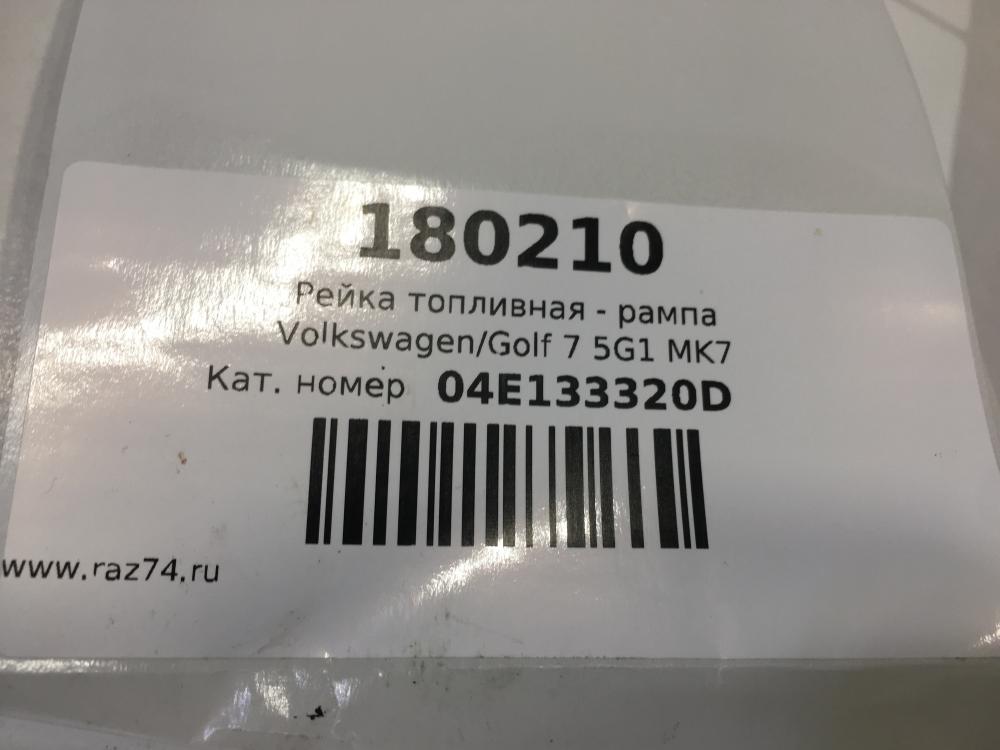 180210
Рейка топливная - рампа
Volkswagen/Golf 7 5G1 MK7
Кат. номер 04E133320D
www.raz74.ru